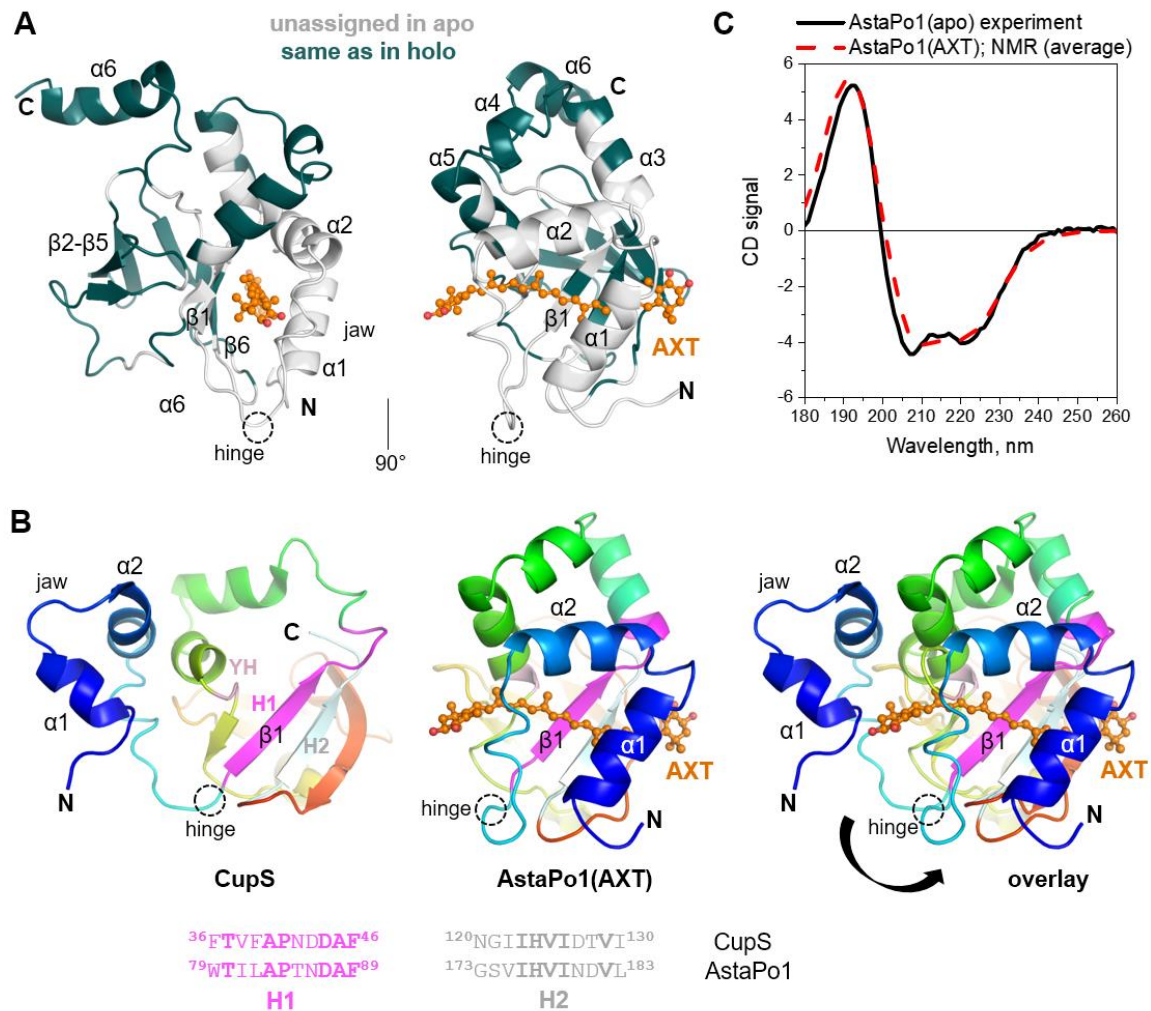 A
unassigned in apo
same as in holo
α6
C
β2-β5
α2
β1
β6
jaw
α1
α6
N
hinge
90°
α6
C
α4
α5
α3
α2
β1
α1
AXT
N
hinge
C
AstaPo1(apo) experiment
AstaPo1(AXT); NMR (average)
CD signal
6
4
2
0
-2
-4
-6
180 190 200 210 220 230 240 250 260
Wavelength, nm
B
jaw
α2
C
YH
H1
α1
β1
H2
N
hinge
CupS
α2
β1
α1
AXT
hinge
N
AstaPo1(AXT)
jaw
α2
α2
α1
β1
α1
AXT
N
hinge
N
overlay
36FTVFAPNDDAF46 120NGIIHVIDTVI130 CupS
79WTILAPTNDAF89 173GSVIHVINDVL183 AstaPo1
H1 H2